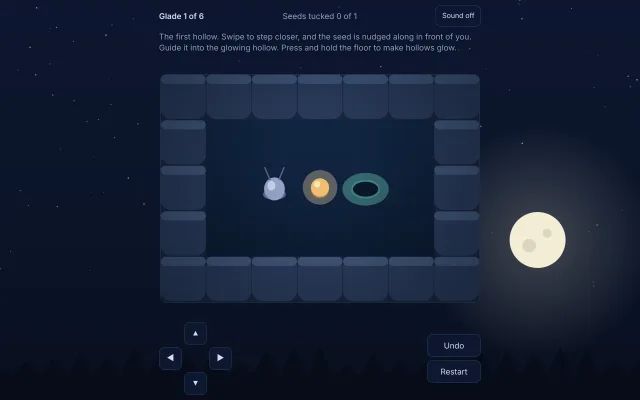 Glade 1 of 6
Seeds tucked 0 of 1
Sound off
The first hollow. Swipe to step closer, and the seed is nudged along in front of you.
Guide it into the glowing hollow. Press and hold the floor to make hollows glow.
Undo
Restart